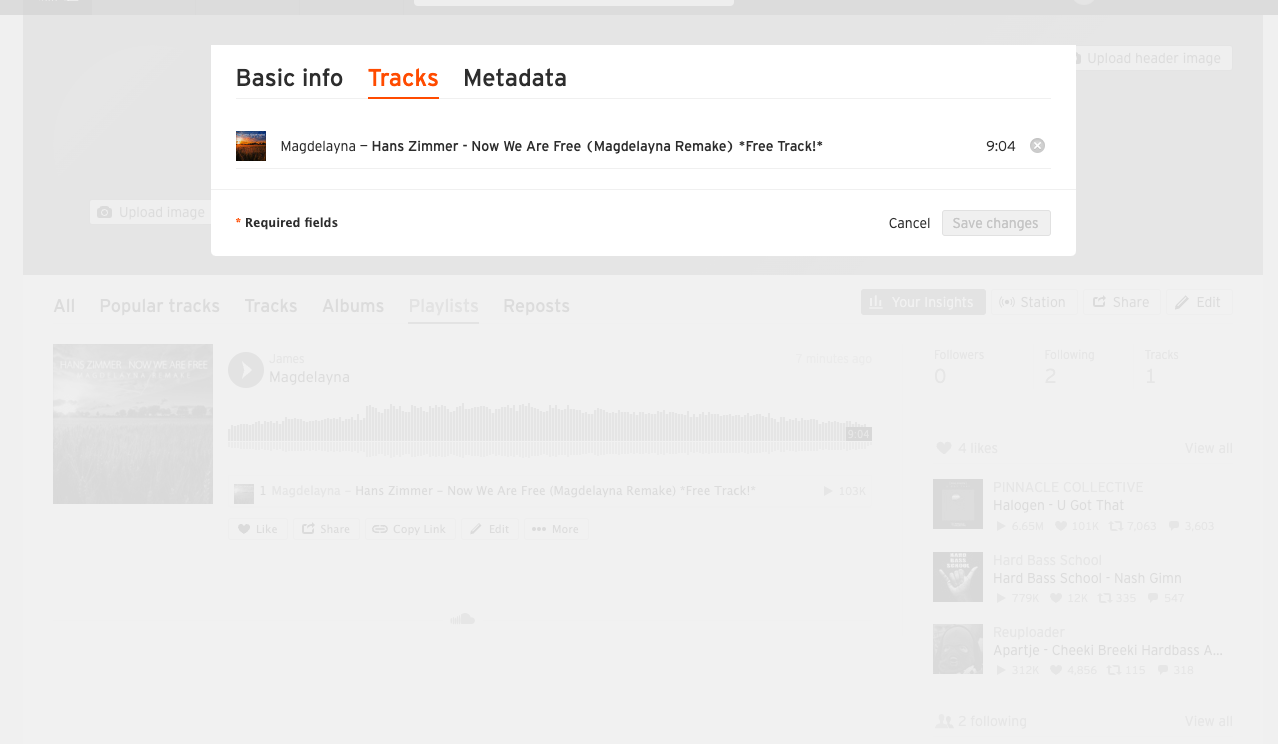 Upload header image
Basic info Tracks Metadata
Magdelayna – Hans Zimmer - Now We Are Free (Magdelayna Remake) *Free Track!* 9:04
Upload image
* Required fields
Cancel Save changes
All Popular tracks Tracks Albums Playlists Reposts
Your Insights Station Share Edit
HANS ZIMMER - NOW WE ARE FREE
MAGDELAYNA REMAKE
James
7 minutes ago
Magdelayna
9:04
1 Magdelayna – Hans Zimmer - Now We Are Free (Magdelayna Remake) *Free Track!* 103K
Like Share Copy Link Edit More
Followers Following Tracks
0 2 1
4 likes View all
PINNACLE COLLECTIVE
Halogen - U Got That
6.65M 101K 7,063 3,603
Hard Bass School
Hard Bass School - Nash Gimn
779K 12K 335 547
HARD
BASS
SCHOOL
Reuploader
Apartje - Cheeki Breeki Hardbass A...
312K 4,856 115 318
2 following View all